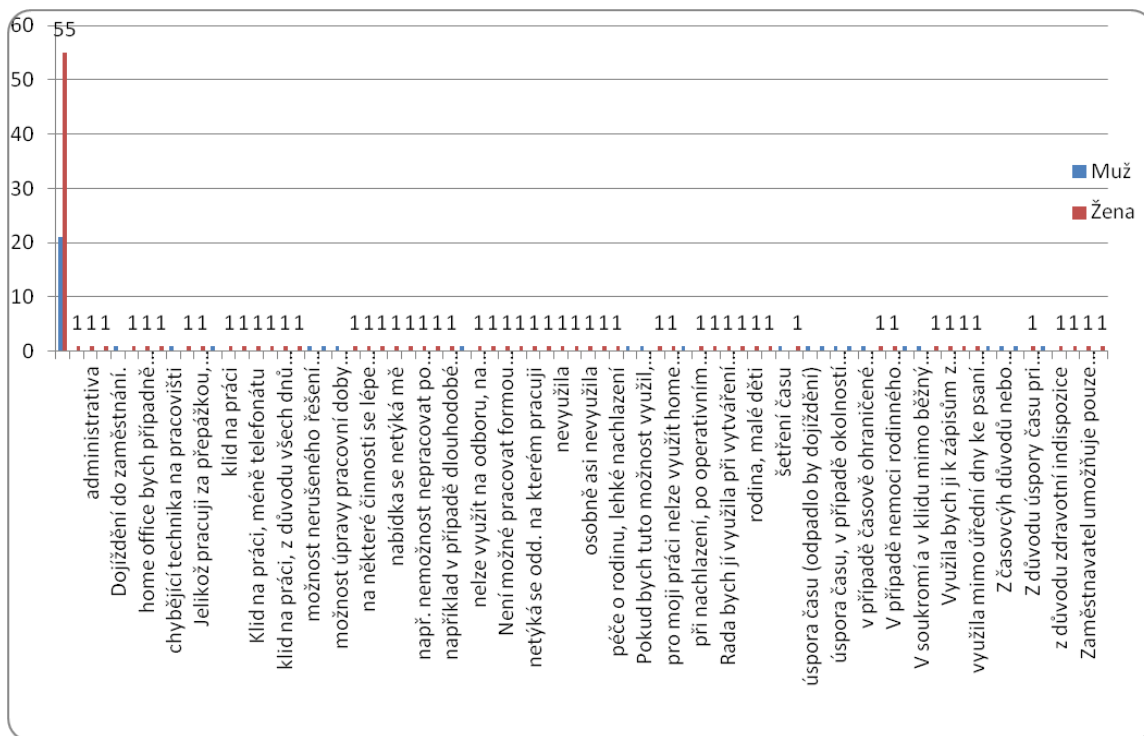 60
55
50
40
30
20
10
1 1 1 1 1 1 1 1 1 1 1 1 1 1 1 1 1 1 1 1 1 1 1 1 1 1 1 1 1 1 1 1 1 1 1 1 1 1 1 1 1 1 1 1 1 1 1 1 1 1 1 1 1
0
Muž
Žena
administrativa
Dojíždění do zaměstnání.
home office bych případně…
chybějící technika na pracovišti
Jelikož pracuji za přepážkou,…
klid na práci
Klid na práci, méně telefonátu
klid na práci, z důvodu všech dnů…
možnost nerušeného řešení…
možnost úpravy pracovní doby…
na některé činnosti se lépe…
nabídka se netýká mě
např. nemožnost nepracovat po…
například v případě dlouhodobé…
nelze využít na odboru, na…
Není možné pracovat formou…
netýká se odd. na kterém pracuji
nevyužila
osobně asi nevyužila
péče o rodinu, lehké nachlazení
Pokud bych tuto možnost využil,…
pro moji práci nelze využít home…
při nachlazení, po operativním…
Rada bych jí využila při vytváření…
rodina, malé děti
šetření času
úspora času (odpadlo by dojíždění)
úspora času, v případě okolností…
v případě časově ohraničené…
V případě nemoci rodinného…
V soukromí a v klidu mimo běžný…
Využila bych ji k zápisům z…
využila mimo úřední dny ke psaní…
Z časovcýh důvodů nebo…
Z důvodu úspory času při…
z důvodu zdravotní indispozice
Zaměstnavatel umožňuje pouze…